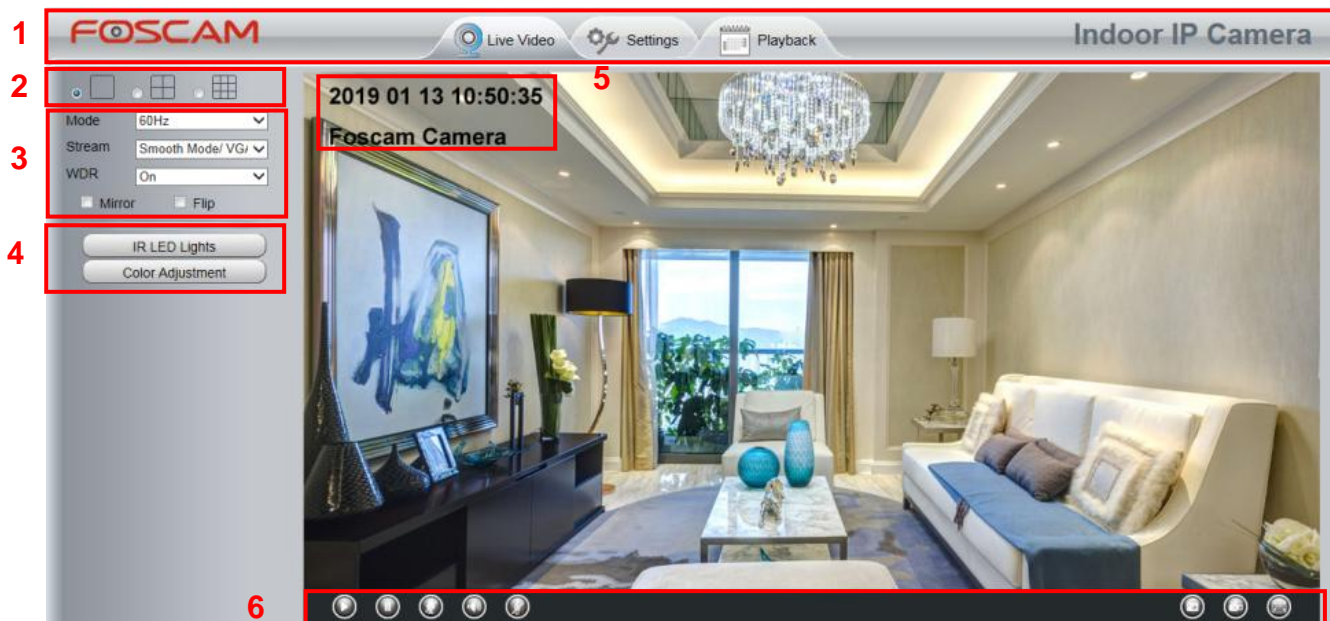 1
FOSCAM
Live Video
Settings
Playback
Indoor IP Camera
2
5
2019 01 13 10:50:35
Foscam Camera
3
Mode 60Hz
Stream Smooth Mode/ VGA
WDR On
Mirror Flip
4
IR LED Lights
Color Adjustment
6